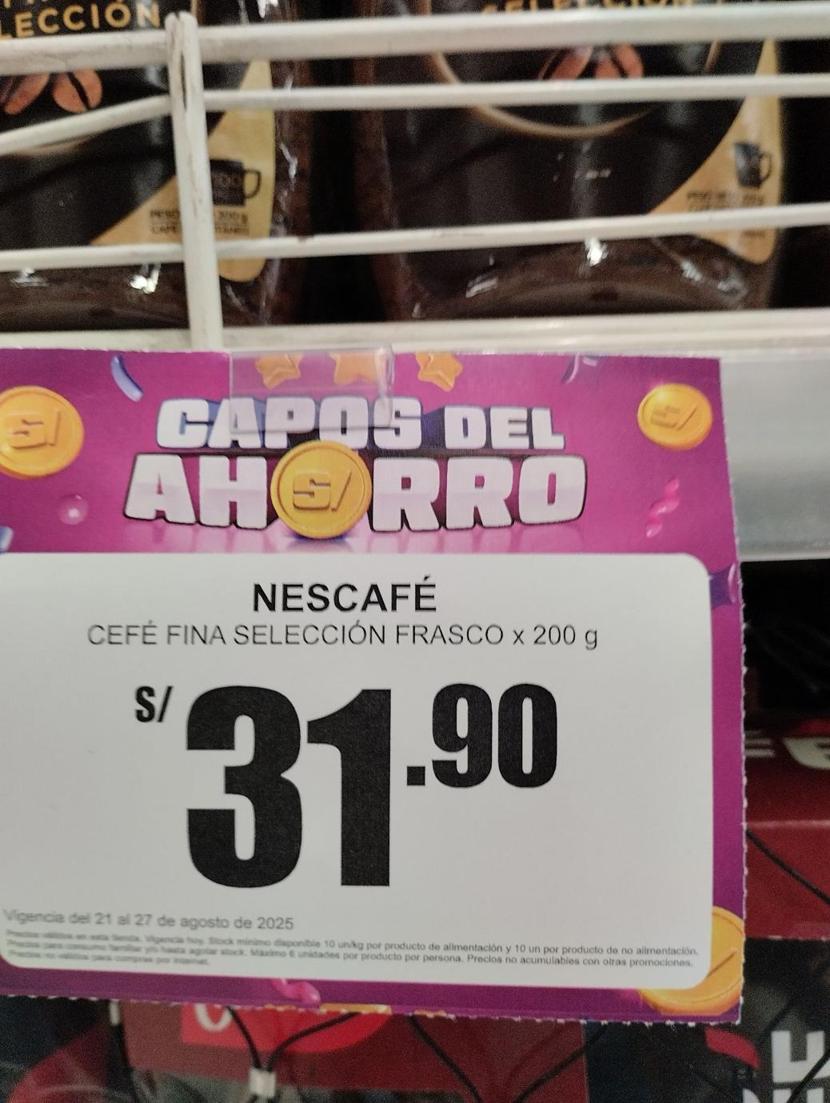 LECCIÓN
SELECCIÓN
CAPOS DEL
AHORRO
S/
S/
S/
NESCAFÉ
CEFÉ FINA SELECCIÓN FRASCO x 200 g
S/ 31.90
Vigencia del 21 al 27 de agosto de 2025
Precios válidos en esta tienda. Vigencia hoy. Stock mínimo disponible 10 un/kg por producto de alimentación y 10 un por producto de no alimentación.
Precios para consumo familiar y/o hasta agotar stock. Máximo 6 unidades por producto por persona. Precios no acumulables con otras promociones.
Precios no válidos para compras por internet.